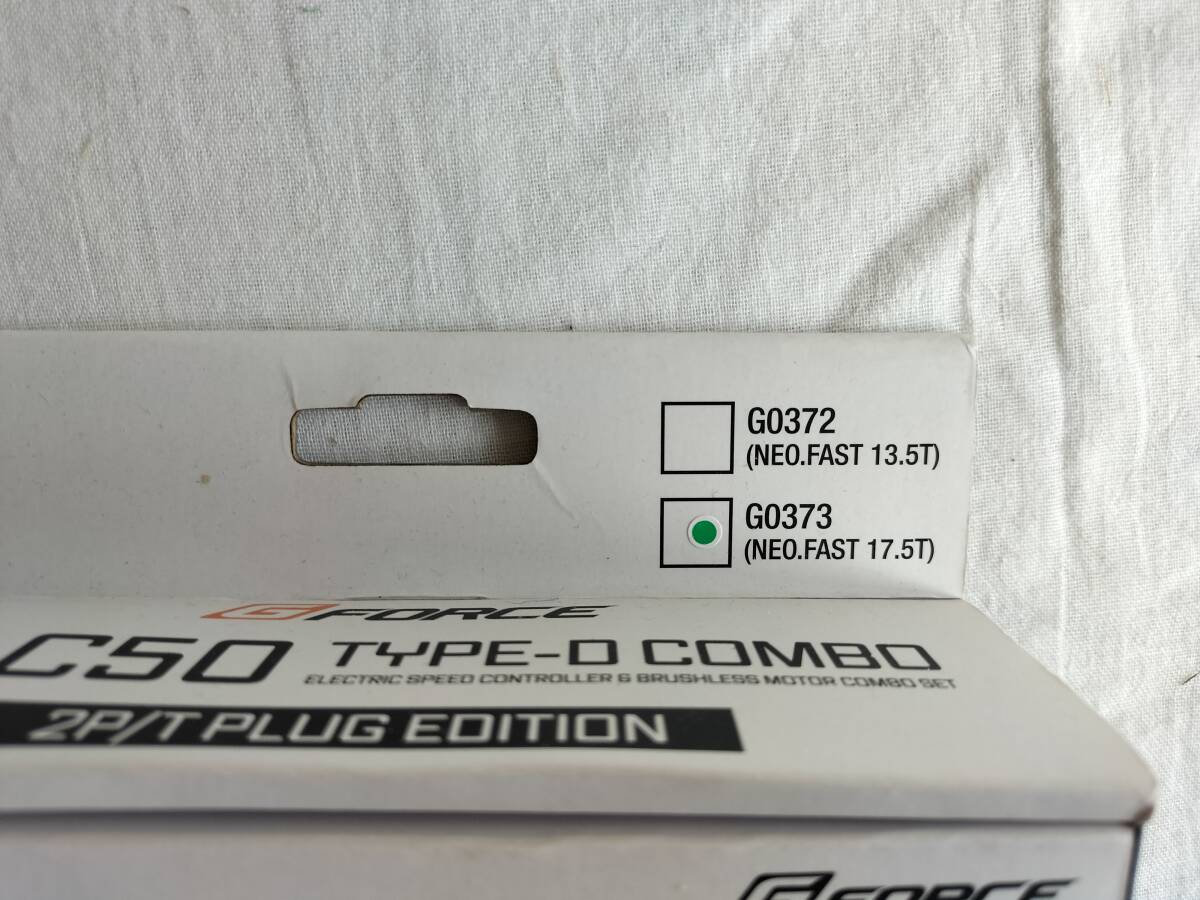 G0372
(NEO.FAST 13.5T)
G0373
(NEO.FAST 17.5T)
G FORCE
C50 TYPE-D COMBO
ELECTRIC SPEED CONTROLLER & BRUSHLESS MOTOR COMBO SET
2P/T PLUG EDITION
G FORCE